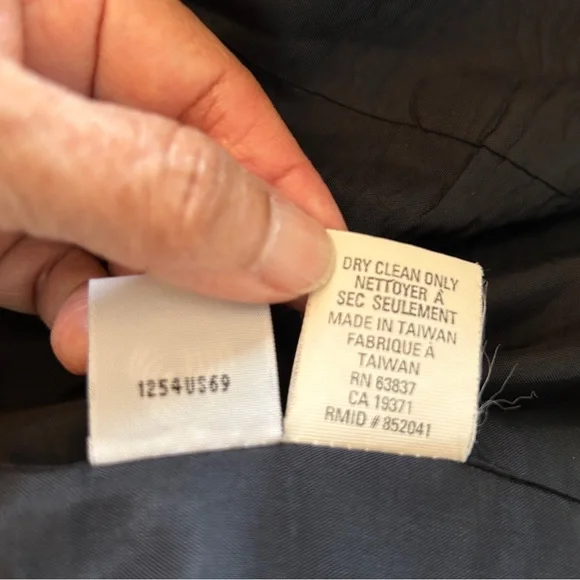 1254US69
DRY CLEAN ONLY
NETTOYER À
SEC SEULEMENT
MADE IN TAIWAN
FABRIQUE À
TAIWAN
RN 63837
CA 19371
RMID # 852041